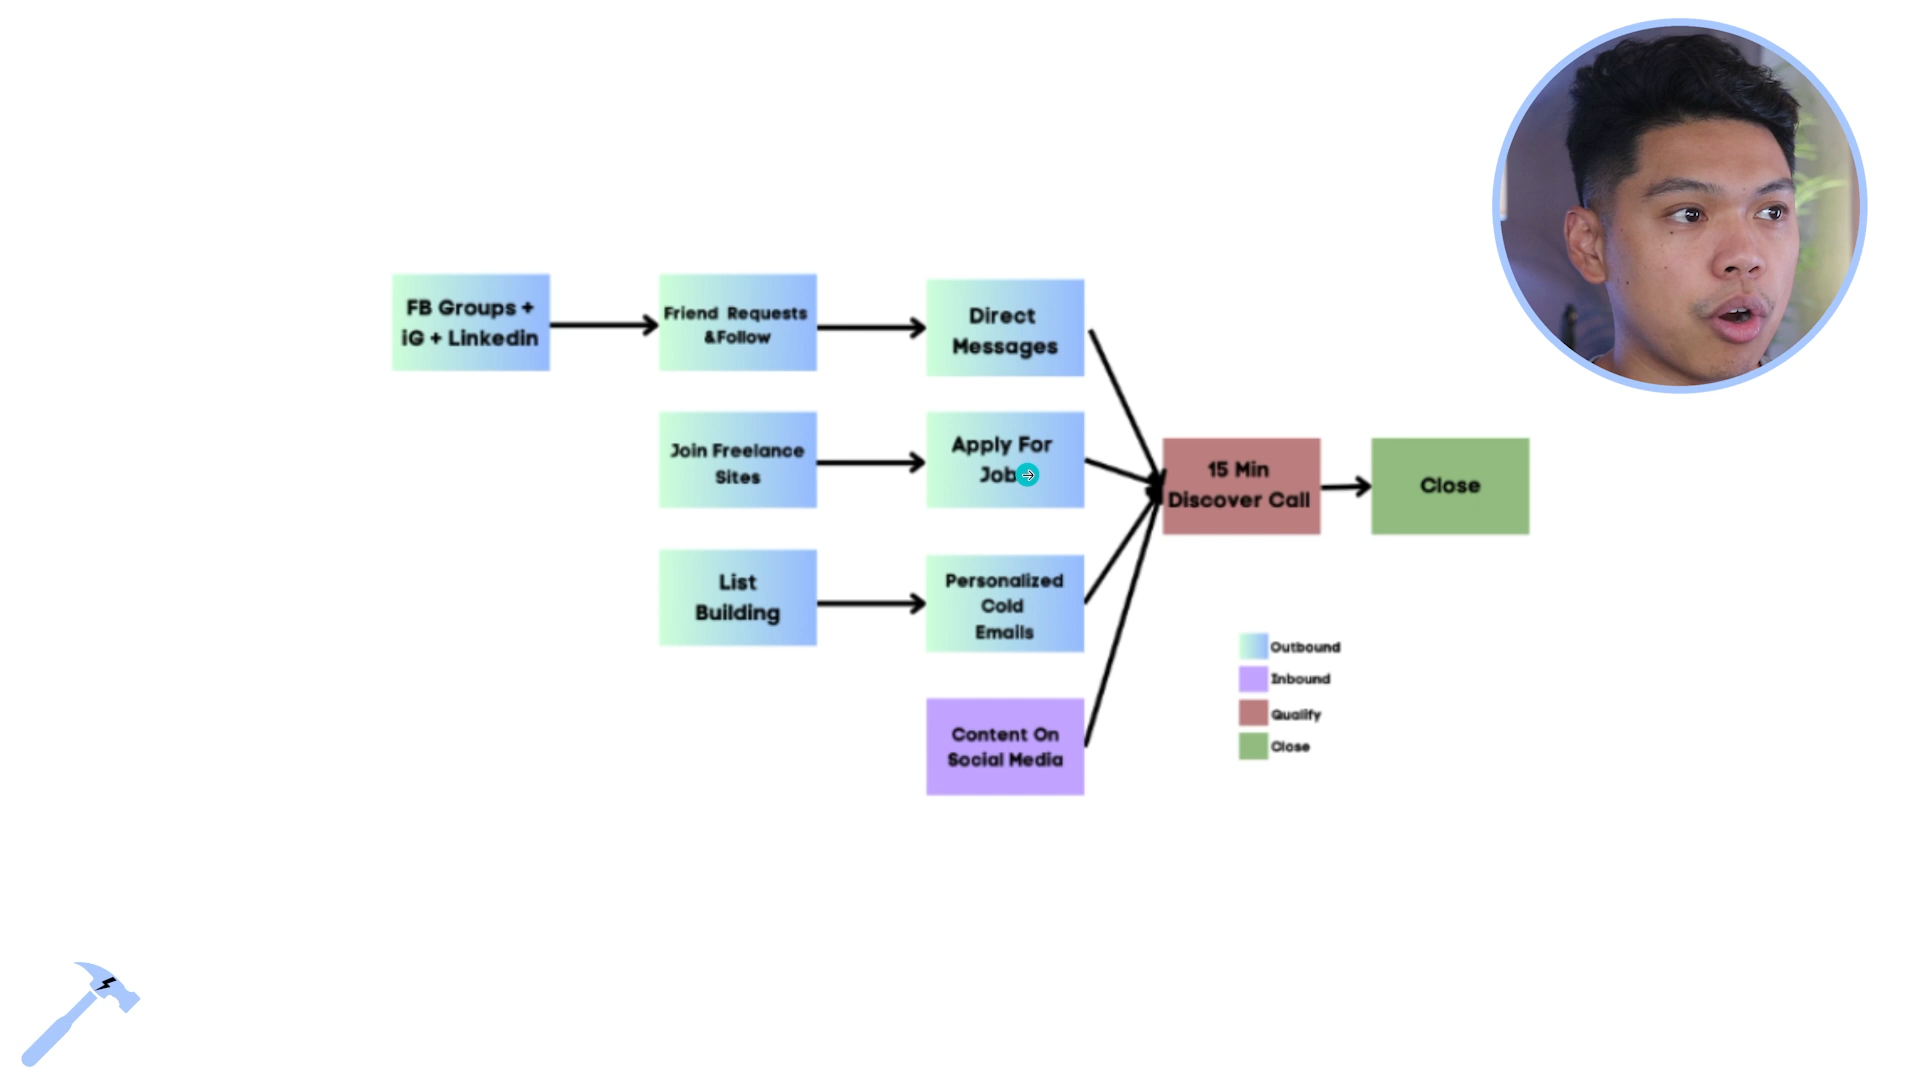 FB Groups +
iG + Linkedin
Friend Requests
&Follow
Direct
Messages
Join Freelance
Sites
Apply For
Job
List
Building
Personalized
Cold
Emails
Content On
Social Media
15 Min
Discover Call
Close
Outbound
Inbound
Qualify
Close